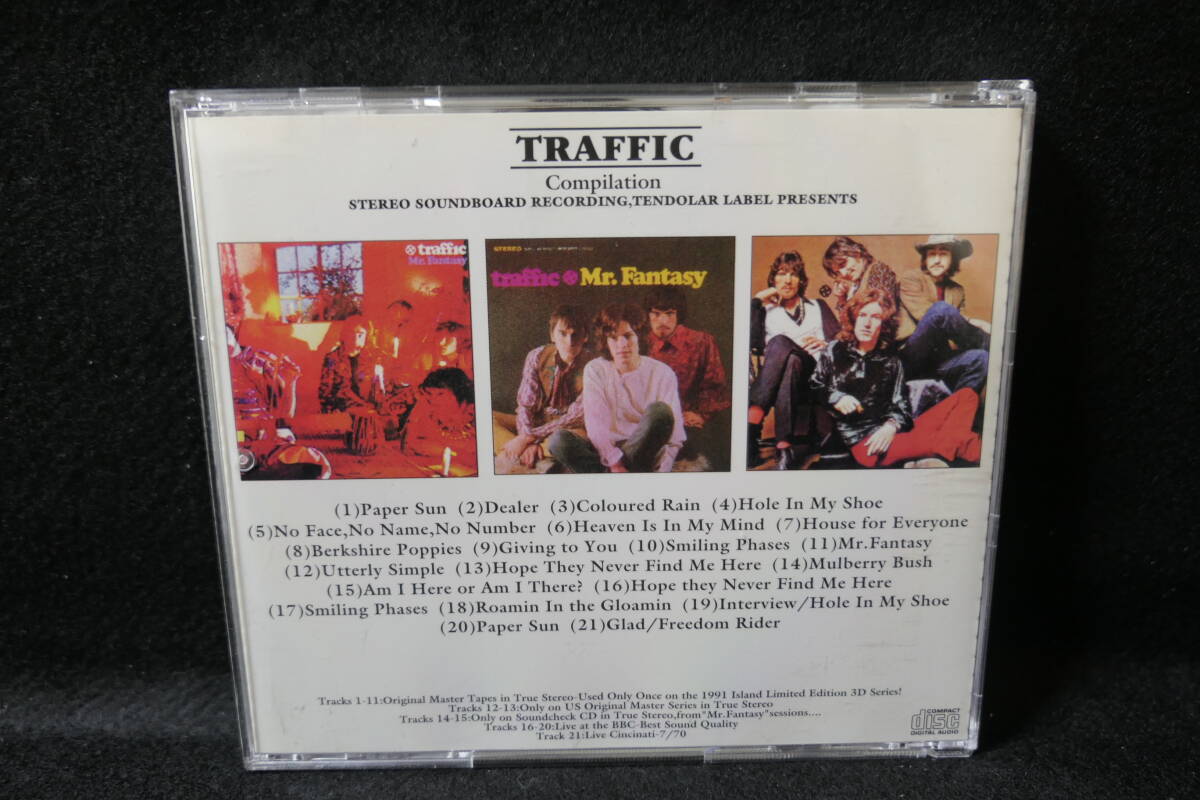 TRAFFIC
Compilation
STEREO SOUNDBOARD RECORDING,TENDOLAR LABEL PRESENTS
traffic
Mr. Fantasy
STEREO
traffic Mr. Fantasy
(1)Paper Sun (2)Dealer (3)Coloured Rain (4)Hole In My Shoe
(5)No Face,No Name,No Number (6)Heaven Is In My Mind (7)House for Everyone
(8)Berkshire Poppies (9)Giving to You (10)Smiling Phases (11)Mr.Fantasy
(12)Utterly Simple (13)Hope They Never Find Me Here (14)Mulberry Bush
(15)Am I Here or Am I There? (16)Hope they Never Find Me Here
(17)Smiling Phases (18)Roamin In the Gloamin (19)Interview/Hole In My Shoe
(20)Paper Sun (21)Glad/Freedom Rider
Tracks 1-11:Original Master Tapes in True Stereo-Used Only Once on the 1991 Island Limited Edition 3D Series!
Tracks 12-13:Only on US Original Master Series in True Stereo
Tracks 14-15:Only on Soundcheck CD in True Stereo,from"Mr.Fantasy"sessions....
Tracks 16-20:Live at the BBC-Best Sound Quality
Track 21:Live Cincinati-7/70
COMPACT
disc
DIGITAL AUDIO